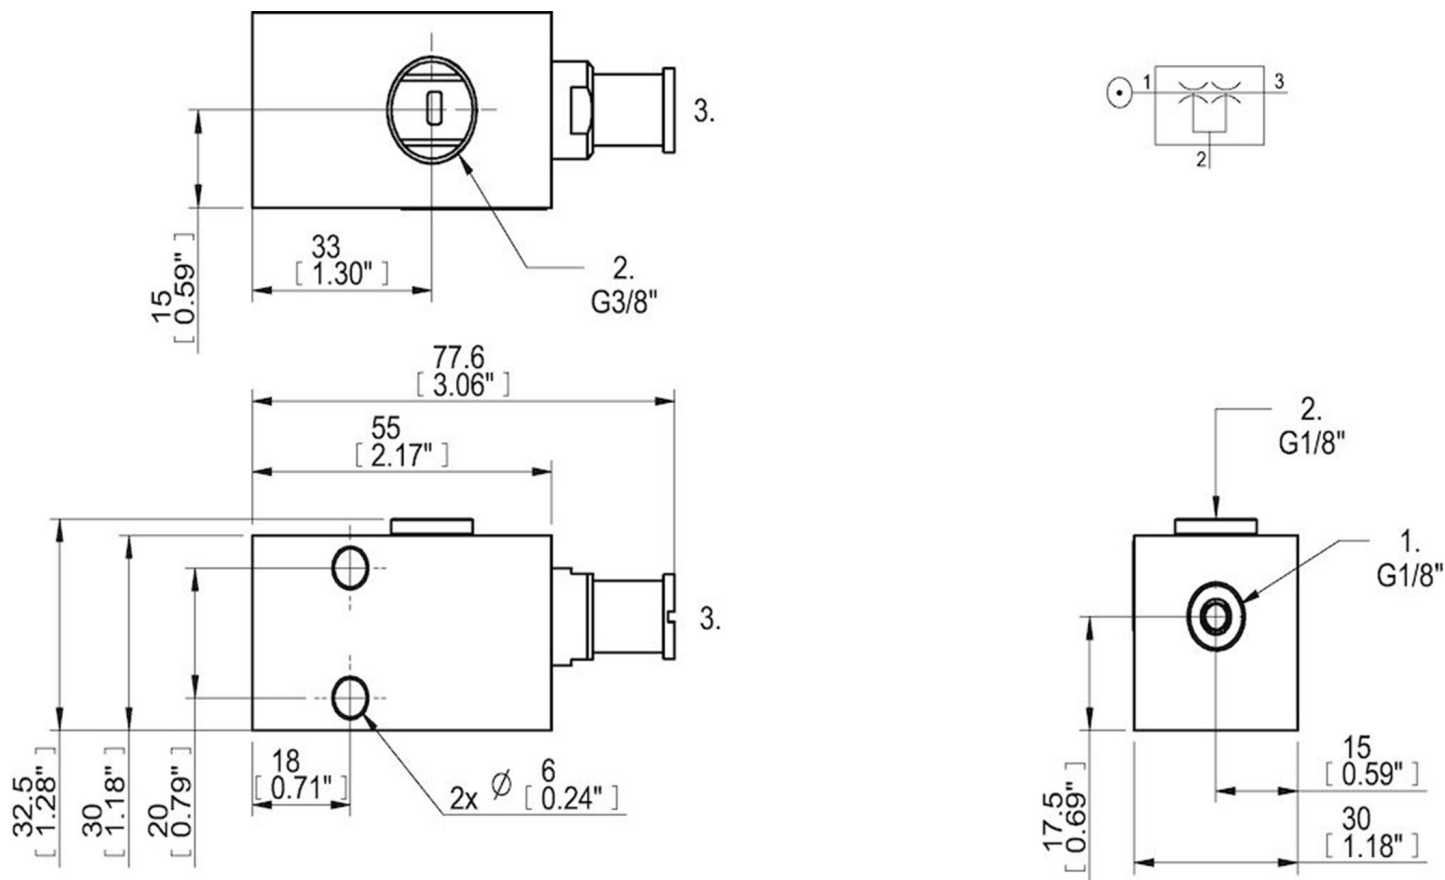 3.
1
3
2
15
[ 0.59" ]
33
[ 1.30" ]
2.
G3/8"
77.6
[ 3.06" ]
55
[ 2.17" ]
3.
32.5
[ 1.28" ]
30
[ 1.18" ]
20
[ 0.79" ]
18
[ 0.71" ]
2x Ø 6
[ 0.24" ]
2.
G1/8"
1.
G1/8"
17.5
[ 0.69" ]
15
[ 0.59" ]
30
[ 1.18" ]